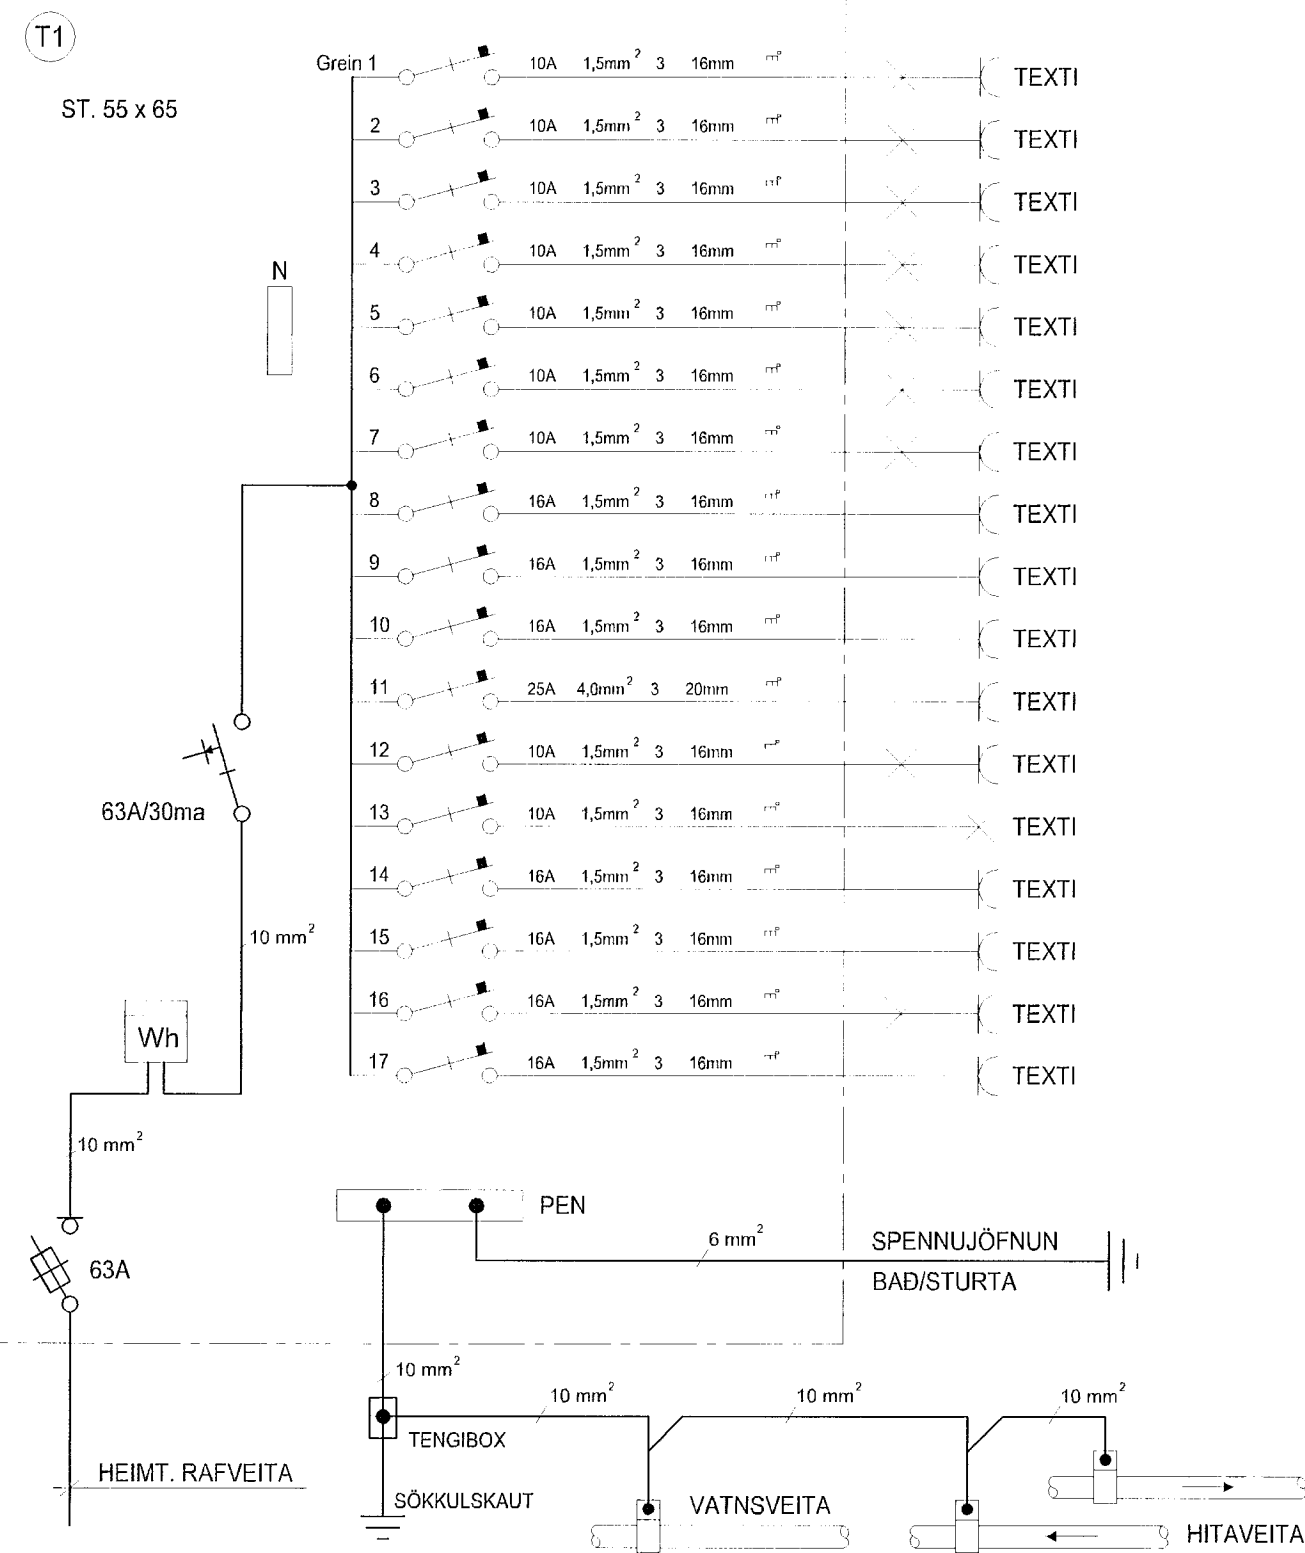 T1
ST. 55 x 65
Grein 1 10A 1,5mm² 3 16mm TEXTI
2 10A 1,5mm² 3 16mm TEXTI
3 10A 1,5mm² 3 16mm TEXTI
4 10A 1,5mm² 3 16mm TEXTI
N
5 10A 1,5mm² 3 16mm TEXTI
6 10A 1,5mm² 3 16mm TEXTI
7 10A 1,5mm² 3 16mm TEXTI
8 16A 1,5mm² 3 16mm TEXTI
9 16A 1,5mm² 3 16mm TEXTI
10 16A 1,5mm² 3 16mm TEXTI
11 25A 4,0mm² 3 20mm TEXTI
12 10A 1,5mm² 3 16mm TEXTI
63A/30ma
13 10A 1,5mm² 3 16mm TEXTI
14 16A 1,5mm² 3 16mm TEXTI
10 mm²
15 16A 1,5mm² 3 16mm TEXTI
16 16A 1,5mm² 3 16mm TEXTI
Wh
17 16A 1,5mm² 3 16mm TEXTI
10 mm²
PEN
6 mm²
SPENNUJÖFNUN
63A
BAÐ/STURTA
10 mm²
10 mm² 10 mm² 10 mm²
TENGIBOX
HEIMT. RAFVEITA
SÖKKULSKAUT
VATNSVEITA
HITAVEITA